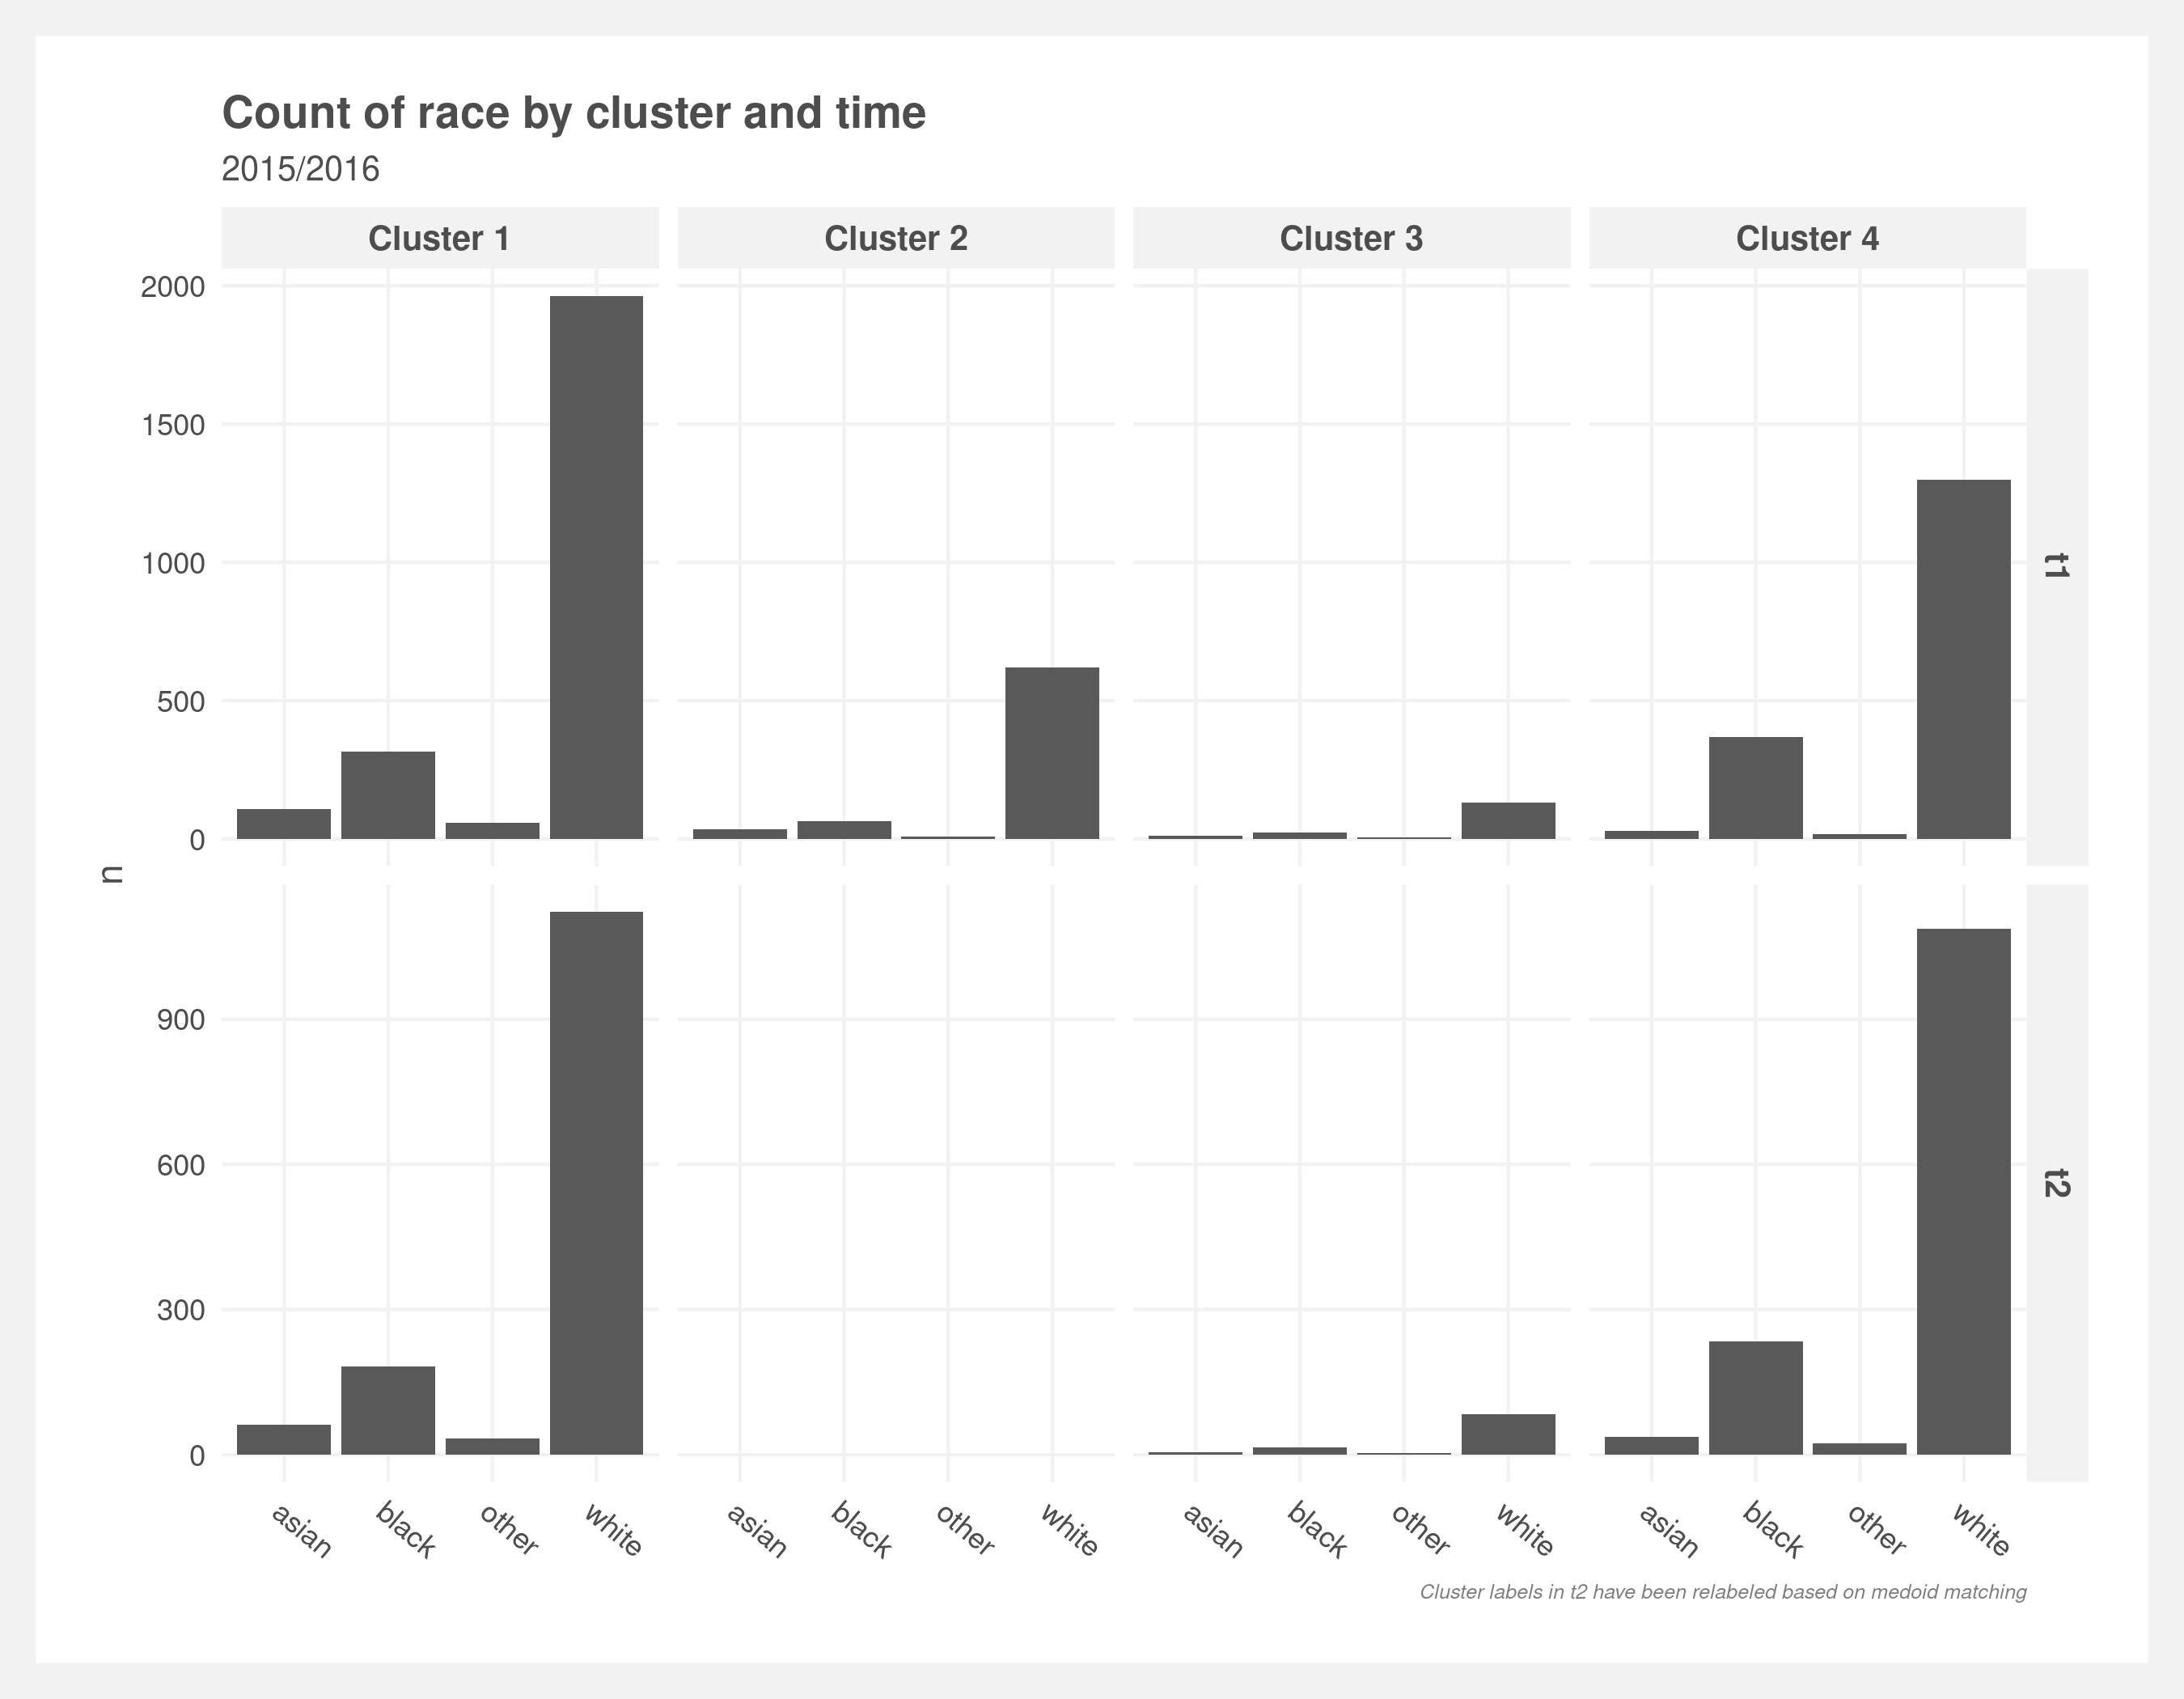 Count of race by cluster and time
2015/2016
Cluster 1 Cluster 2 Cluster 3 Cluster 4
2000
1500
1000
500
0
t1
n
900
600
300
0
t2
asian black other white asian black other white asian black other white asian black other white
Cluster labels in t2 have been relabeled based on medoid matching